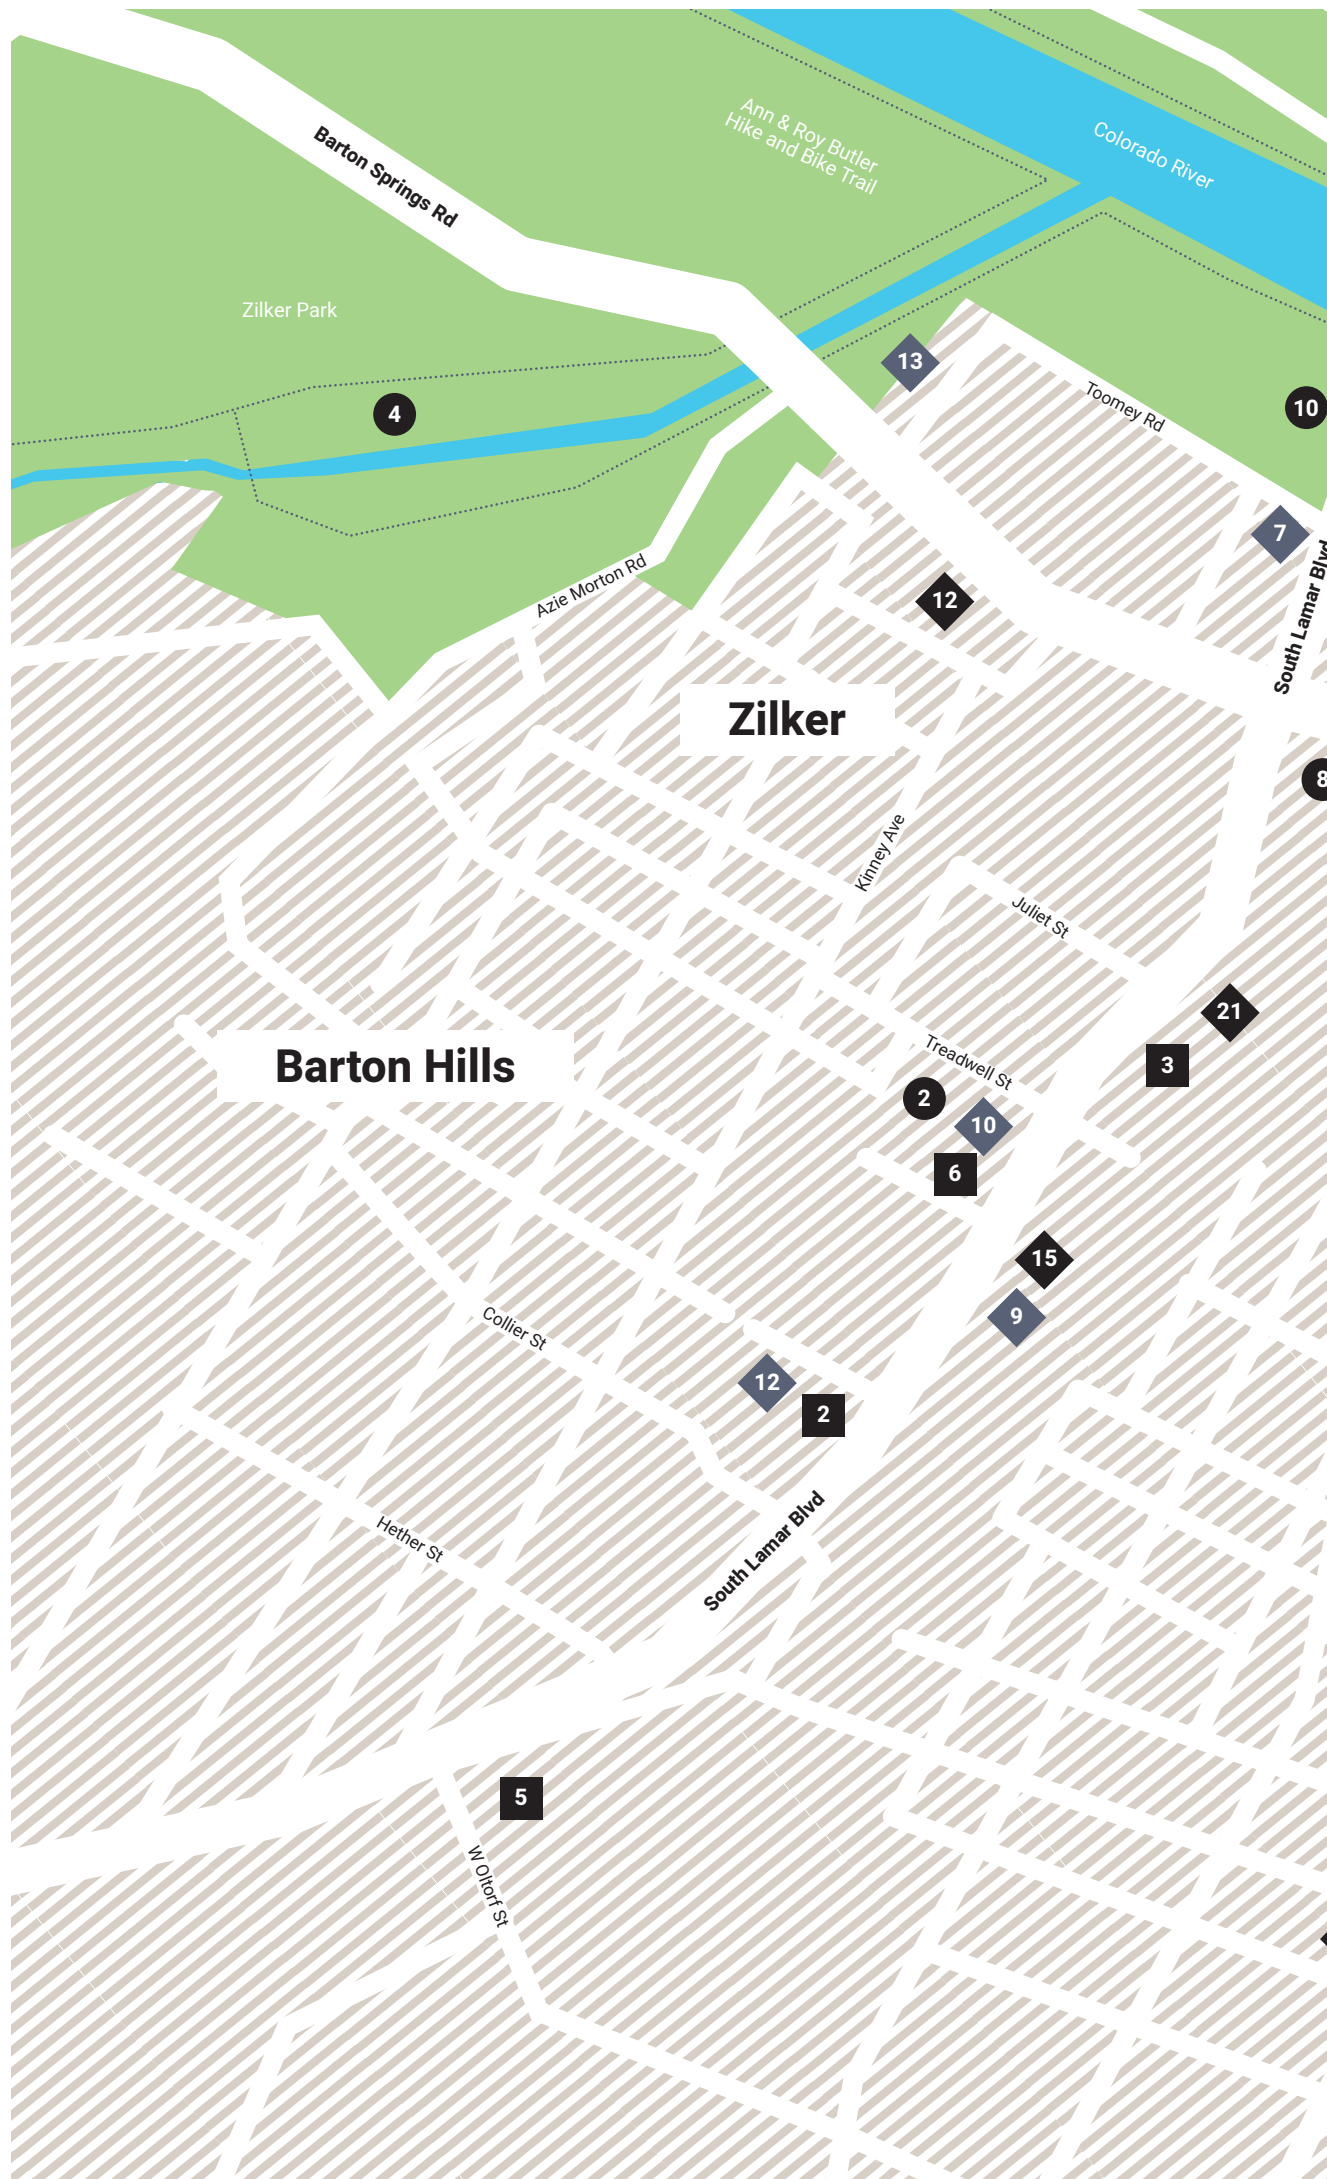 Ann & Roy Butler
Hike and Bike Trail
Colorado River
Barton Springs Rd
Zilker Park
13
Toomey Rd
10
4
7
South Lamar Blvd
Azie Morton Rd
12
Zilker
8
Kinney Ave
Juliet St
21
Treadwell St
3
Barton Hills
2
10
6
15
9
Collier St
12
2
South Lamar Blvd
Hether St
5
W Oltorf St